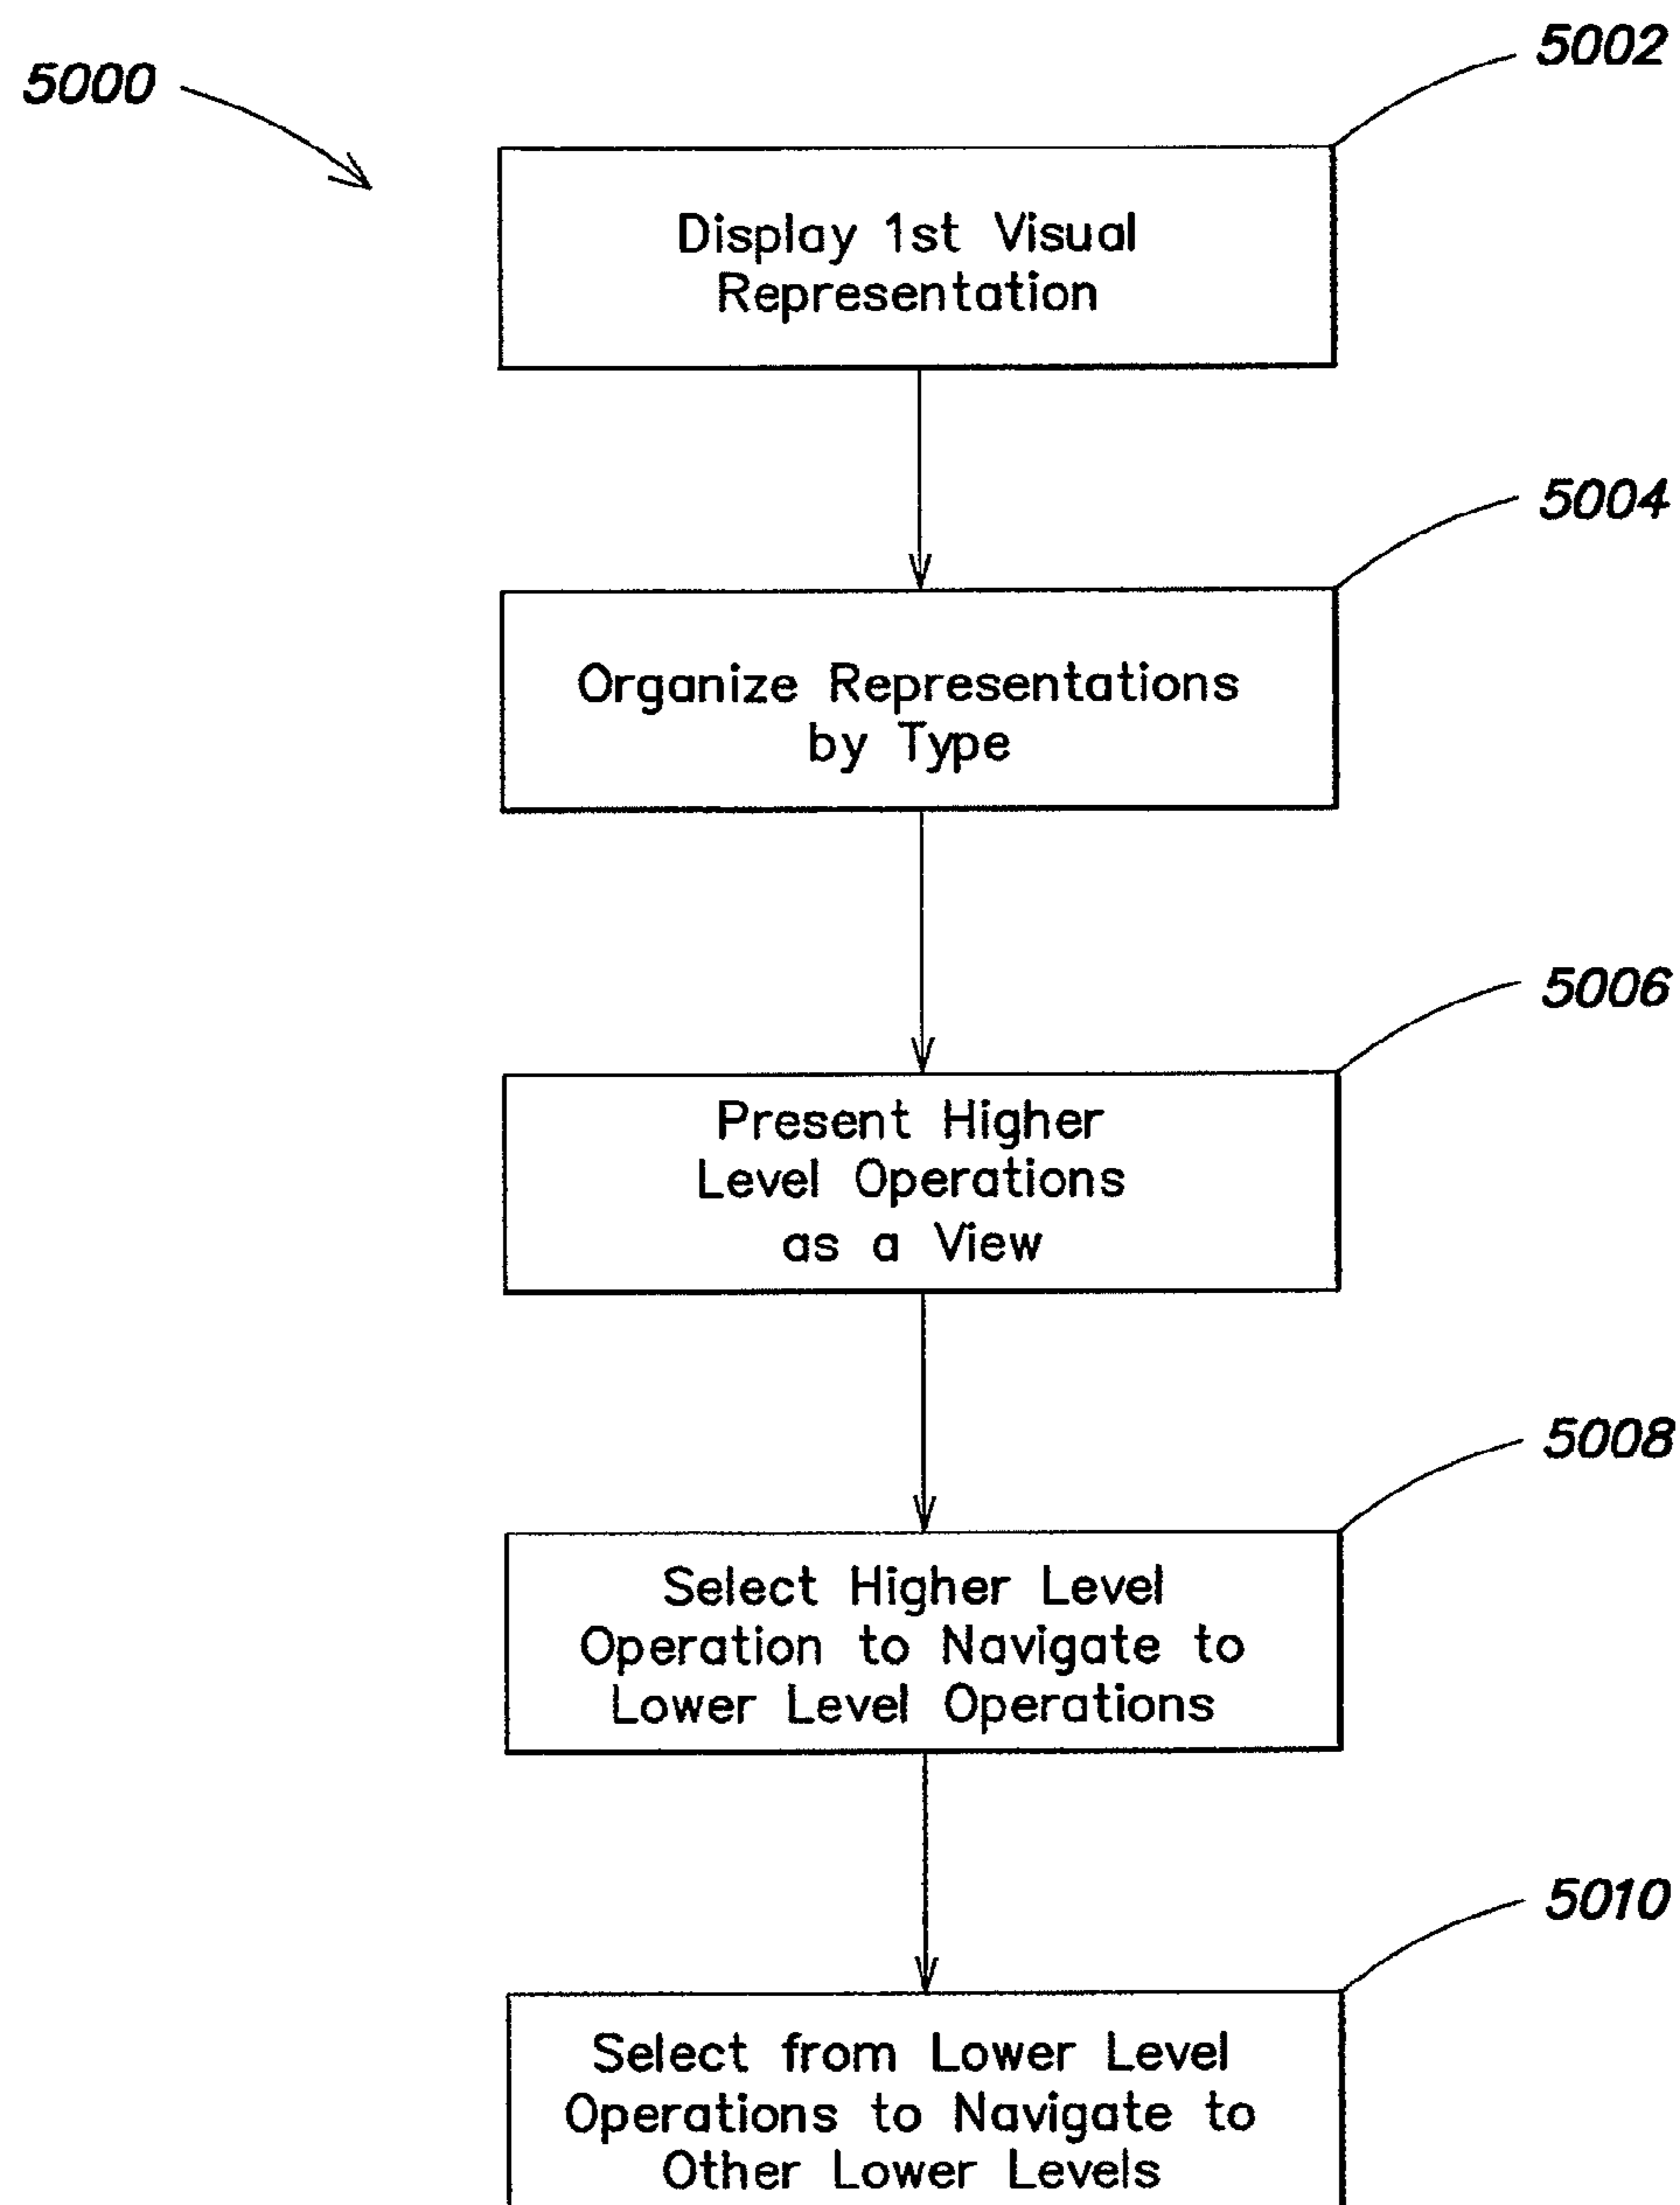 5000
5002
Display 1st Visual
Representation
5004
Organize Representations
by Type
5006
Present Higher
Level Operations
as a View
5008
Select Higher Level
Operation to Navigate to
Lower Level Operations
5010
Select from Lower Level
Operations to Navigate to
Other Lower Levels